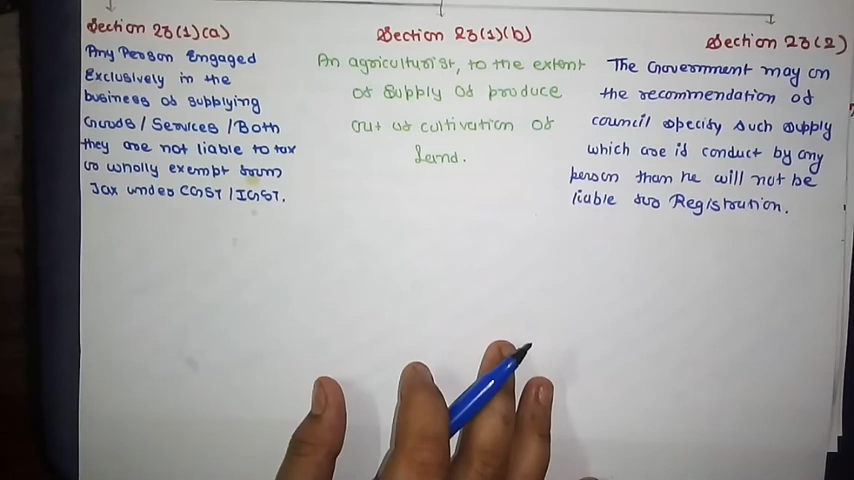 Section 23(1)(a)
Any Person Engaged
Exclusively in the
business of supplying
Goods/Services/Both
they are not liable to tax
or wholly exempt from
Tax under CGST/IGST.
Section 23(1)(b)
An agriculturist, to the extent
of supply of produce
out of cultivation of
land.
Section 23(2)
The Government may on
the recommendation of
council specify such supply
which are if conduct by any
person than he will not be
liable for Registration.